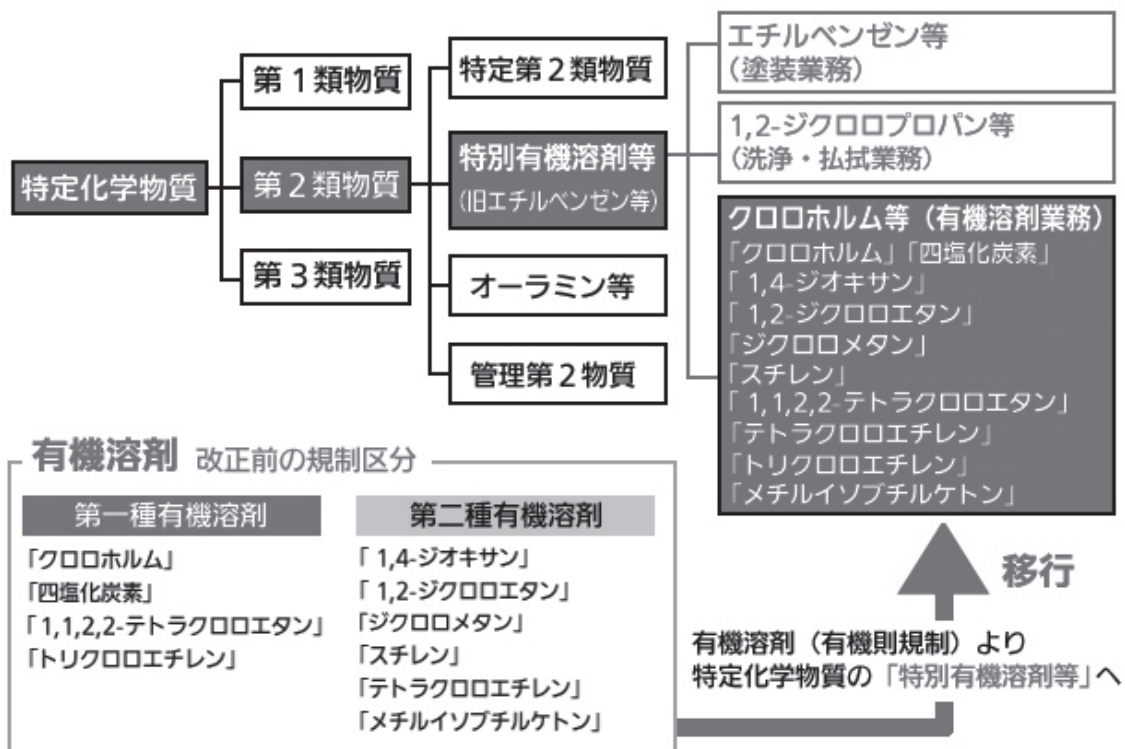 特定化学物質
第1類物質
第2類物質
第3類物質
特定第2類物質
特別有機溶剤等
(旧エチルベンゼン等)
オーラミン等
管理第2物質
エチルベンゼン等
(塗装業務)
1,2-ジクロロプロパン等
(洗浄・払拭業務)
クロロホルム等（有機溶剤業務）
「クロロホルム」「四塩化炭素」
「1,4-ジオキサン」
「1,2-ジクロロエタン」
「ジクロロメタン」
「スチレン」
「1,1,2,2-テトラクロロエタン」
「テトラクロロエチレン」
「トリクロロエチレン」
「メチルイソブチルケトン」
有機溶剤 改正前の規制区分
第一種有機溶剤
「クロロホルム」
「四塩化炭素」
「1,1,2,2-テトラクロロエタン」
「トリクロロエチレン」
第二種有機溶剤
「1,4-ジオキサン」
「1,2-ジクロロエタン」
「ジクロロメタン」
「スチレン」
「テトラクロロエチレン」
「メチルイソブチルケトン」
移行
有機溶剤（有機則規制）より
特定化学物質の「特別有機溶剤等」へ